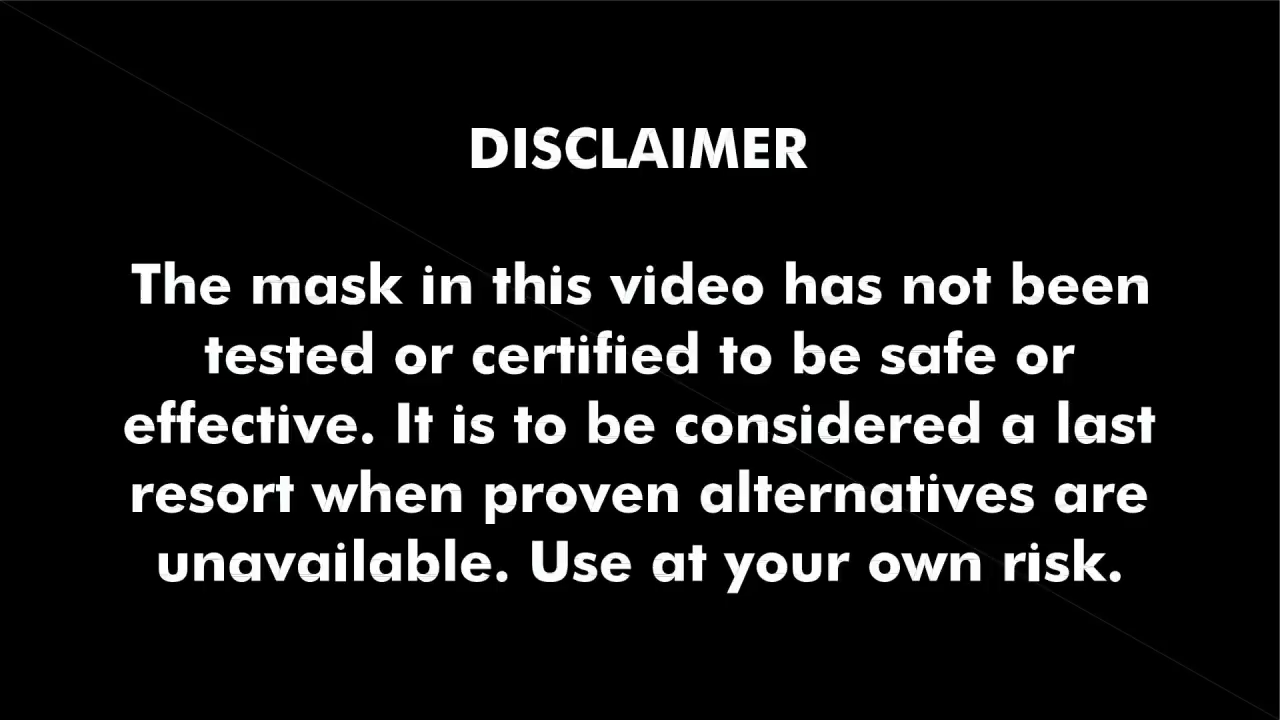 DISCLAIMER
The mask in this video has not been
tested or certified to be safe or
effective. It is to be considered a last
resort when proven alternatives are
unavailable. Use at your own risk.